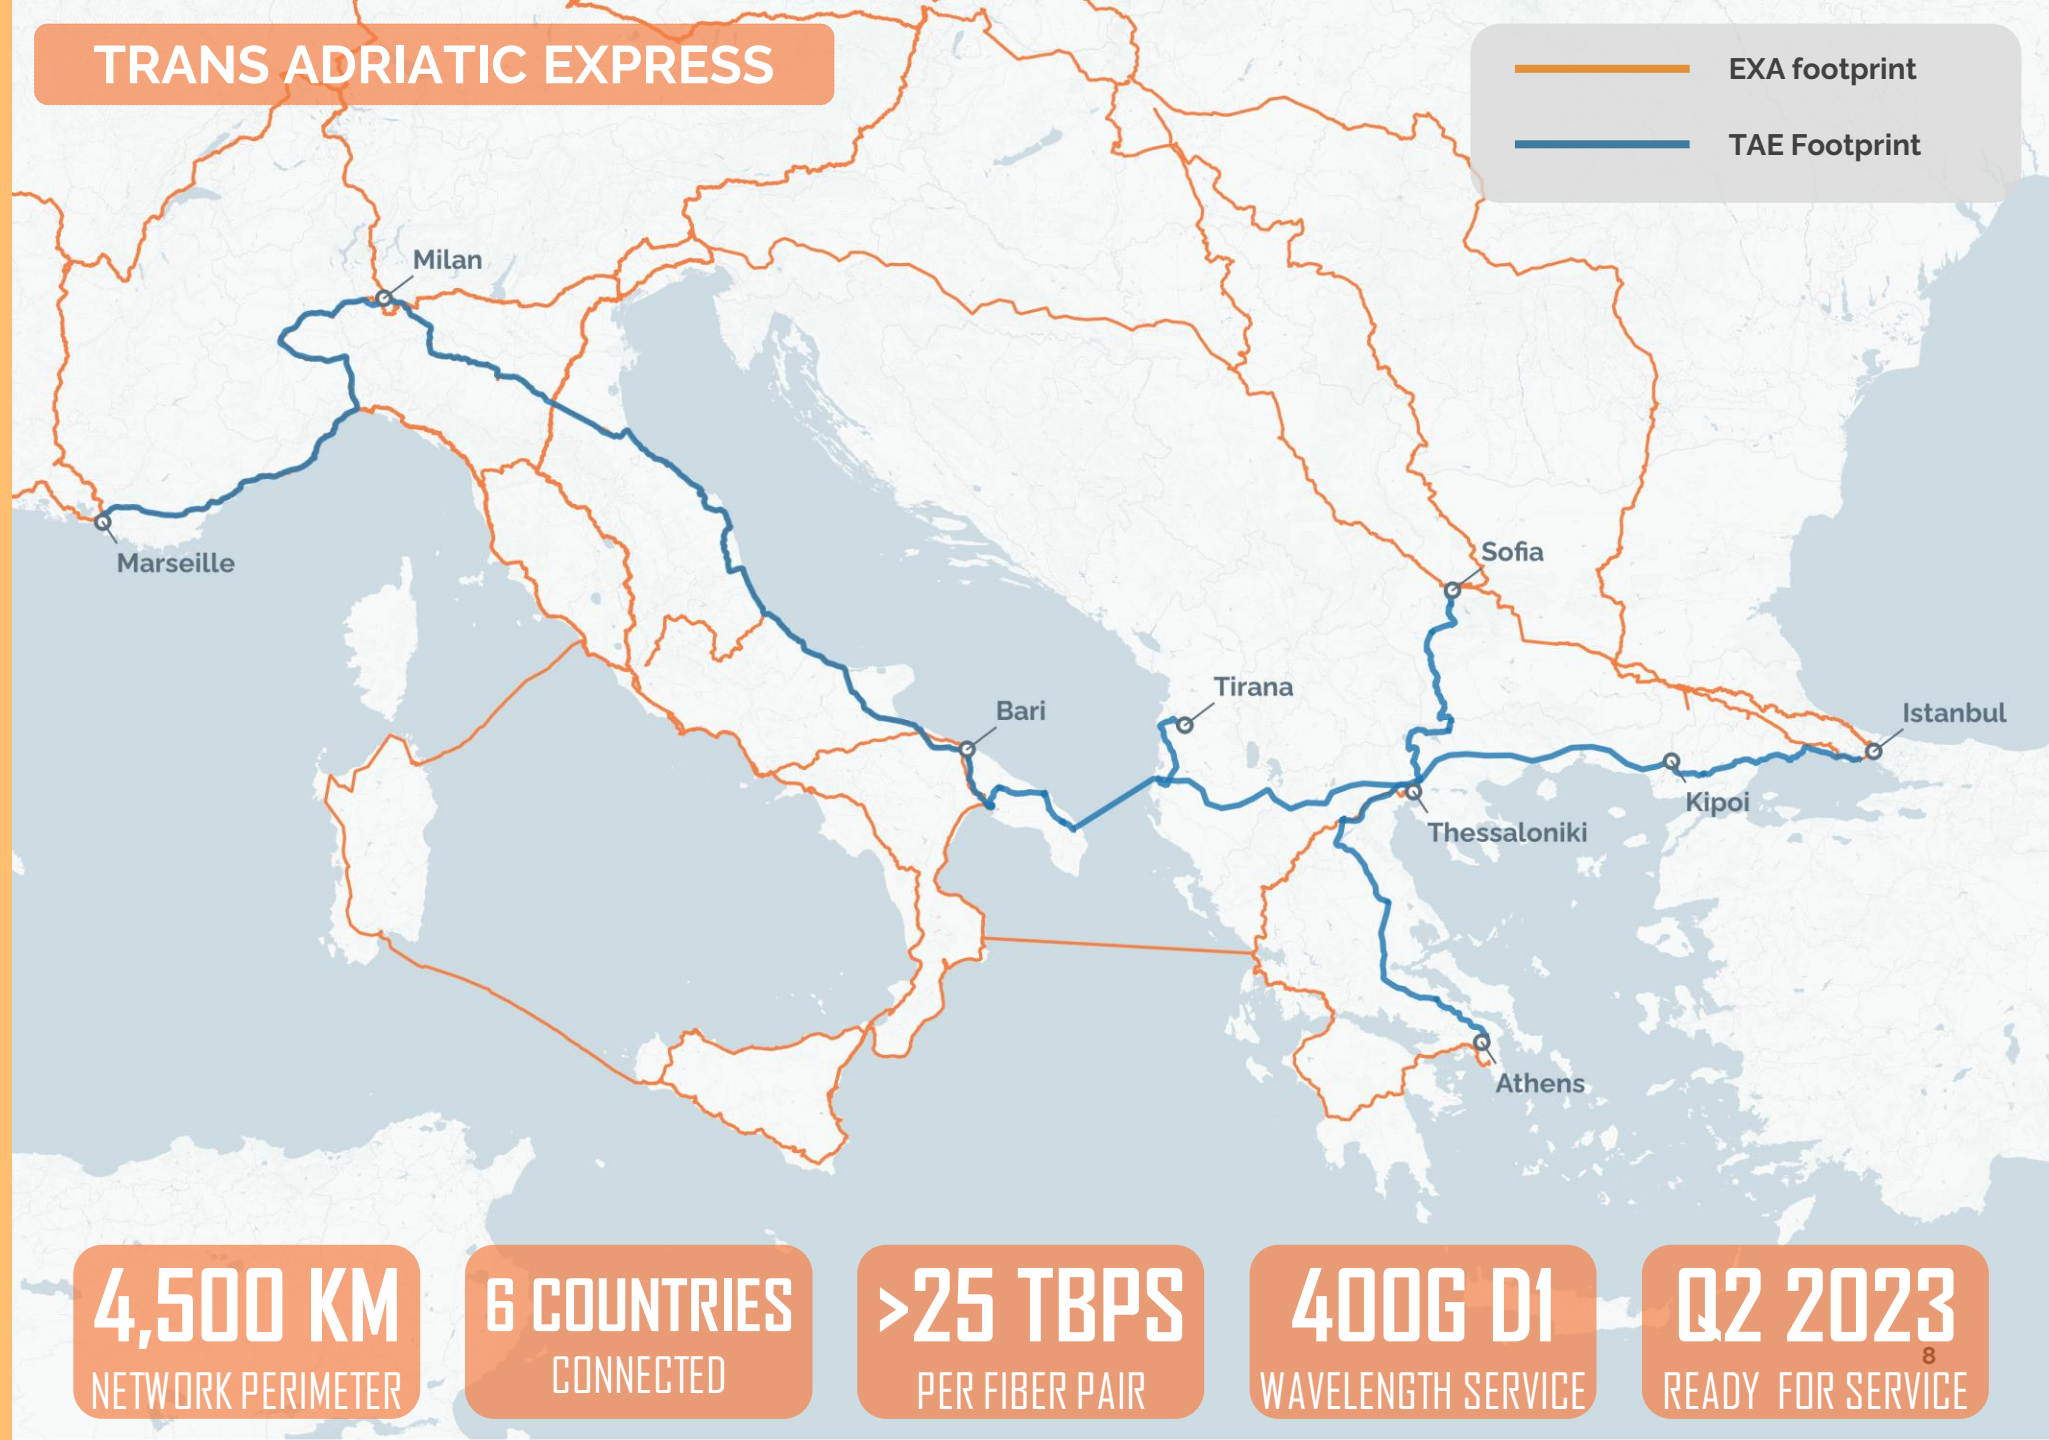 TRANS ADRIATIC EXPRESS
EXA footprint
TAE Footprint
Milan
Marseille
Sofia
Tirana
Bari
Istanbul
Kipoi
Thessaloniki
Athens
4,500 KM
NETWORK PERIMETER
6 COUNTRIES
CONNECTED
>25 TBPS
PER FIBER PAIR
400G D1
WAVELENGTH SERVICE
Q2 2023
READY FOR SERVICE
8